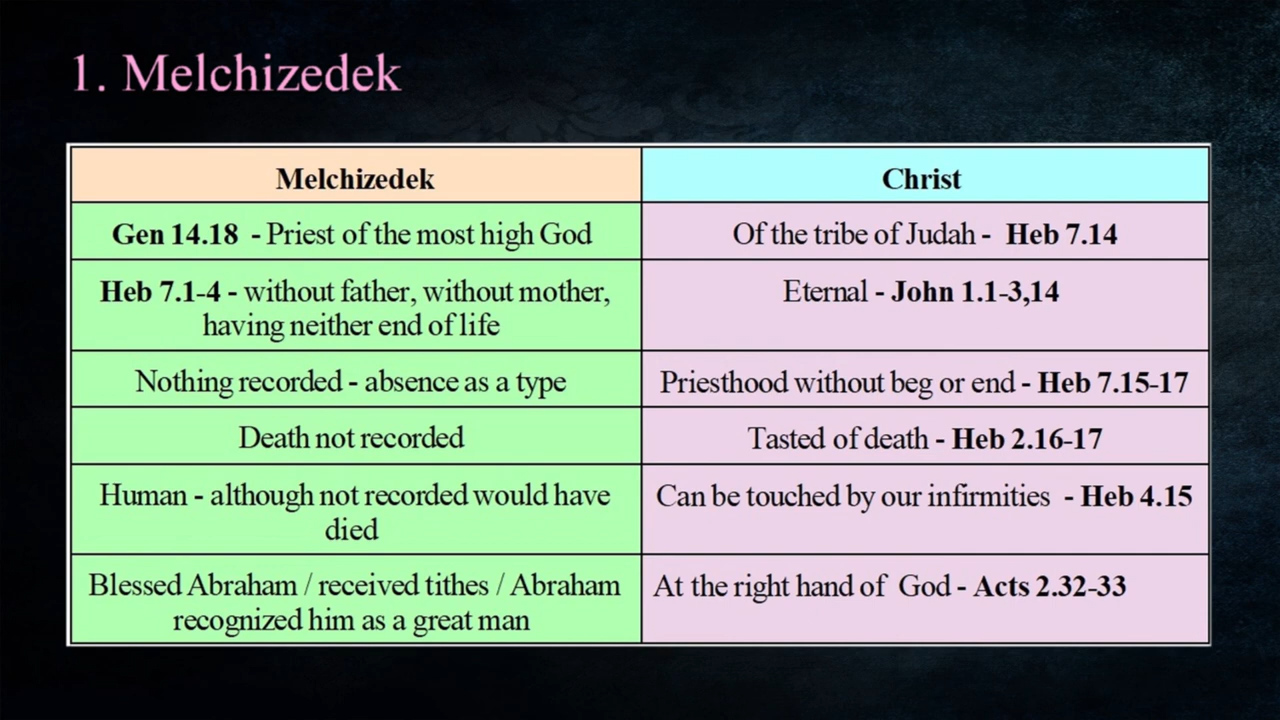 1. Melchizedek
Melchizedek
Christ
Gen 14.18 - Priest of the most high God
Of the tribe of Judah - Heb 7.14
Heb 7.1-4 - without father, without mother,
having neither end of life
Eternal - John 1.1-3,14
Nothing recorded - absence as a type
Priesthood without beg or end - Heb 7.15-17
Death not recorded
Tasted of death - Heb 2.16-17
Human - although not recorded would have
died
Can be touched by our infirmities - Heb 4.15
Blessed Abraham / received tithes / Abraham
recognized him as a great man
At the right hand of God - Acts 2.32-33